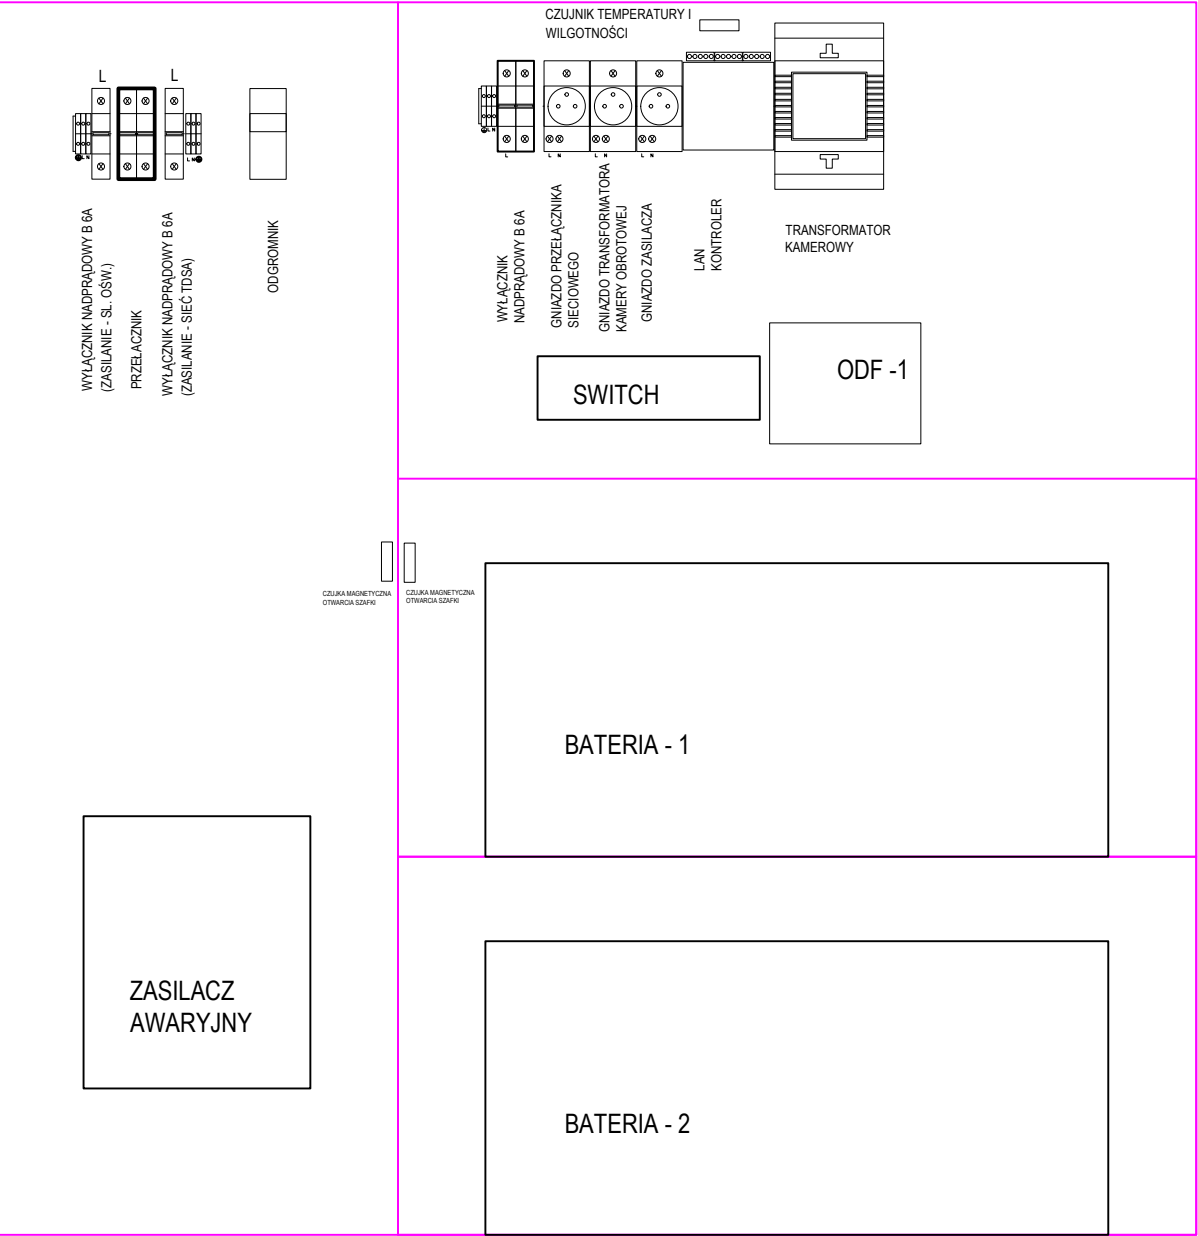 CZUJNIK TEMPERATURY I
WILGOTNOŚCI
L
L
L N
L N
L N
L
L N
L N
L N
WYŁĄCZNIK NADPRĄDOWY B 6A
(ZASILANIE - SL. OŚW.)
PRZEŁACZNIK
WYŁĄCZNIK NADPRĄDOWY B 6A
(ZASILANIE - SIEĆ TDSA)
ODGROMNIK
WYŁĄCZNIK
NADPRĄDOWY B 6A
GNIAZDO PRZEŁĄCZNIKA
SIECIOWEGO
GNIAZDO TRANSFORMATORA
KAMERY OBROTOWEJ
GNIAZDO ZASILACZA
LAN
KONTROLER
TRANSFORMATOR
KAMEROWY
SWITCH
ODF -1
CZUJKA MAGNETYCZNA
OTWARCIA SZAFKI
CZUJKA MAGNETYCZNA
OTWARCIA SZAFKI
BATERIA - 1
ZASILACZ
AWARYJNY
BATERIA - 2